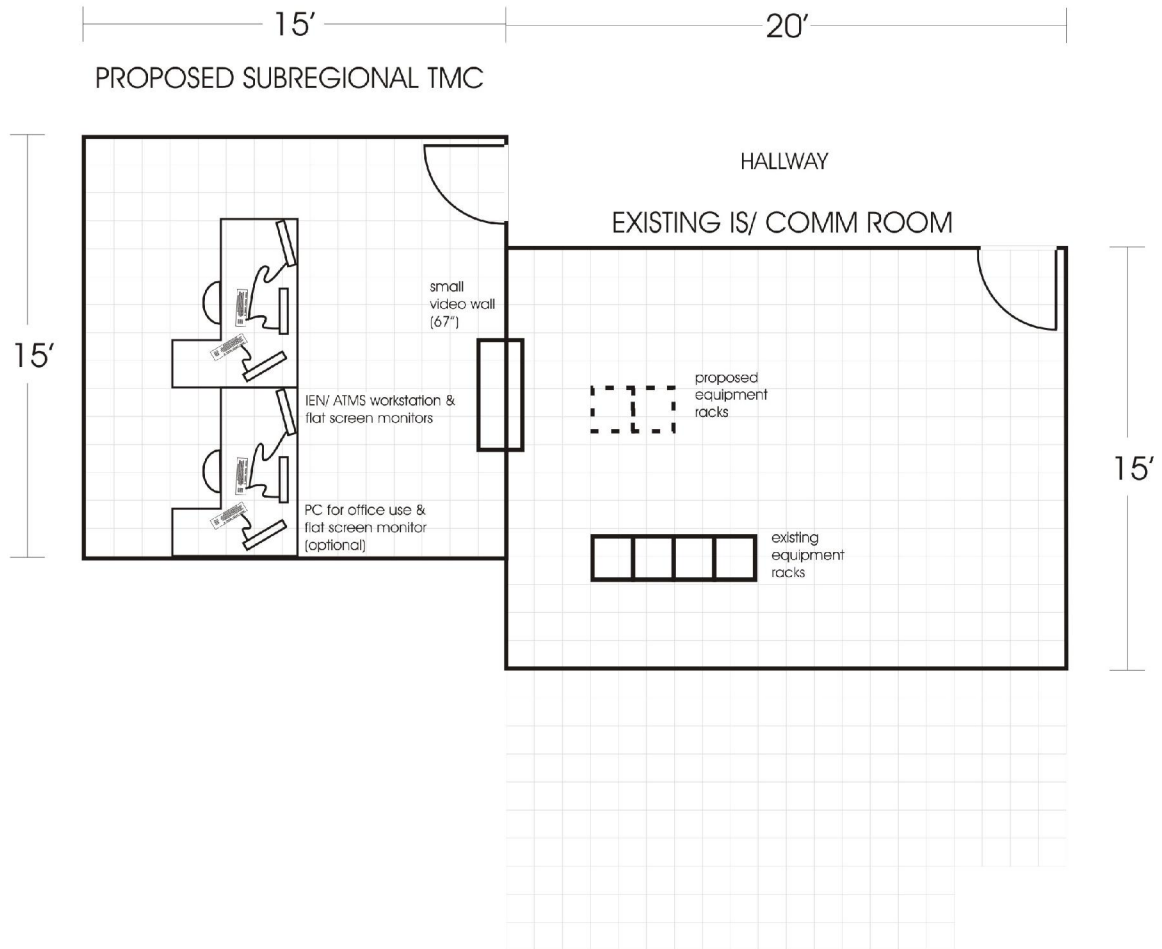 15'
20'
PROPOSED SUBREGIONAL TMC
HALLWAY
EXISTING IS/ COMM ROOM
small
video wall
(67")
15'
proposed
equipment
racks
IEN/ ATMS workstation &
flat screen monitors
15'
PC for office use &
flat screen monitor
(optional)
existing
equipment
racks